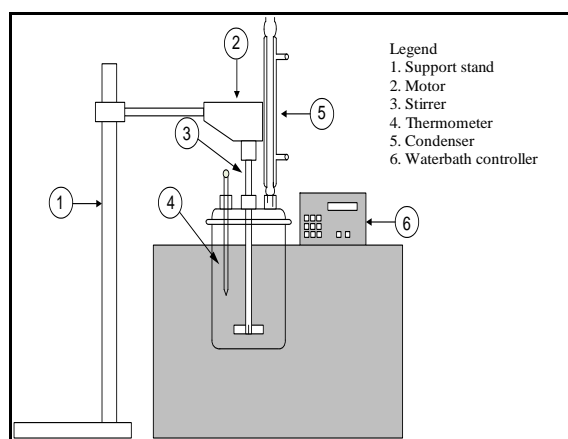 Legend
1. Support stand
2. Motor
3. Stirrer
4. Thermometer
5. Condenser
6. Waterbath controller
2
3
5
1
4
6